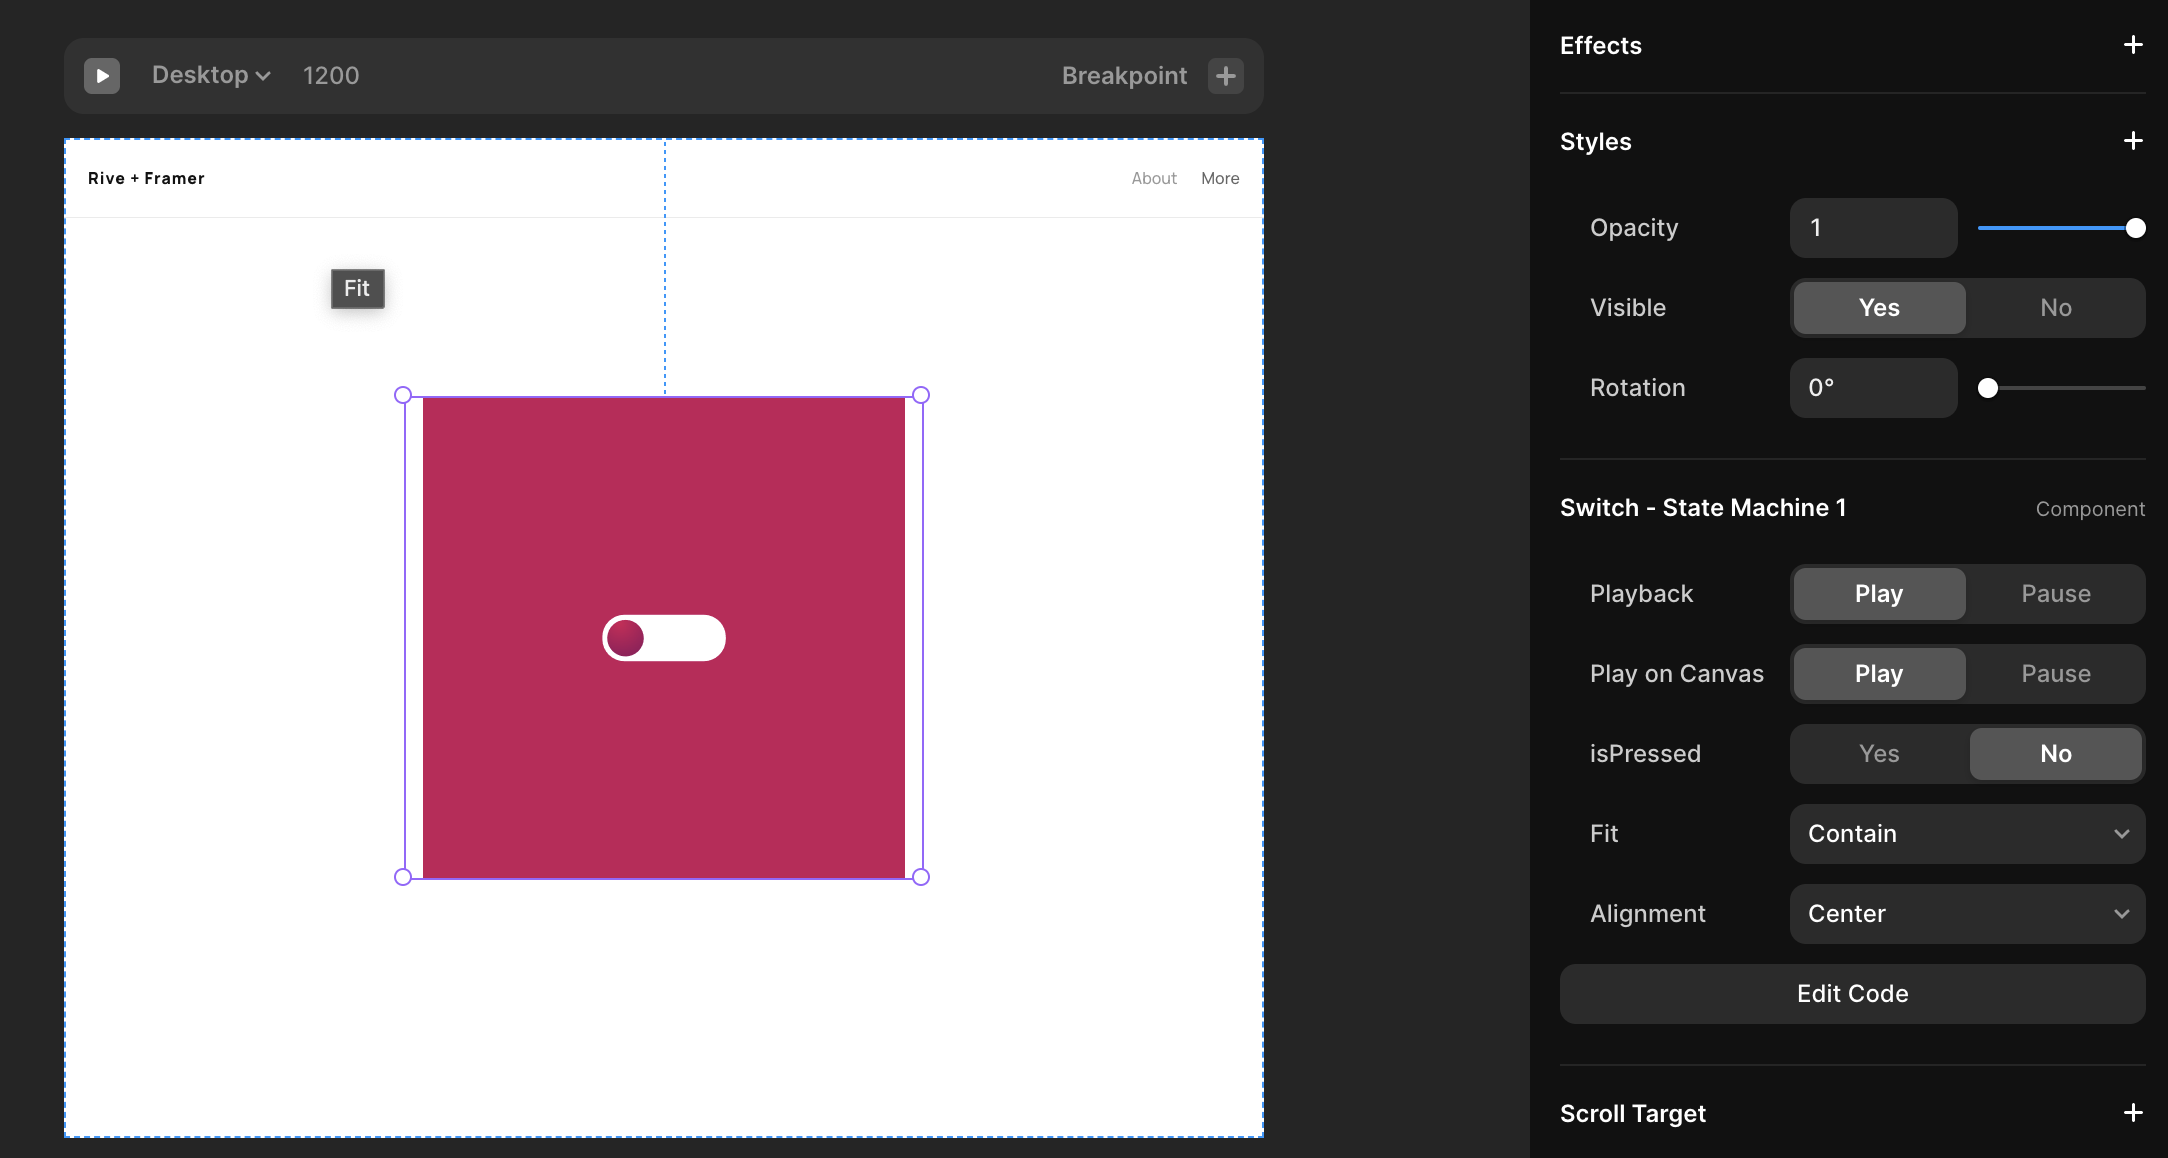 Desktop 1200 Breakpoint
Rive + Framer About More
Fit
Effects
Styles
Opacity 1
Visible Yes No
Rotation 0°
Switch - State Machine 1 Component
Playback Play Pause
Play on Canvas Play Pause
isPressed Yes No
Fit Contain
Alignment Center
Edit Code
Scroll Target